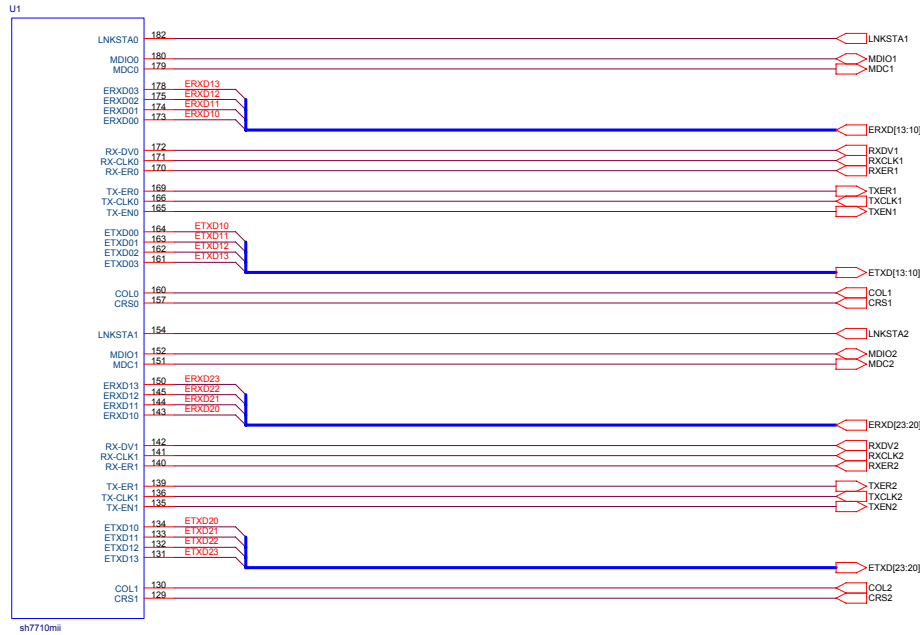 U1
LNKSTA0 182 LNKSTA1
MDIO0 180 MDIO1
MDC0 179 MDC1
ERXD03 178 ERXD13
ERXD02 175 ERXD12
ERXD01 174 ERXD11
ERXD00 173 ERXD10
ERXD[13:10]
RX-DV0 172 RXDV1
RX-CLK0 171 RXCLK1
RX-ER0 170 RXER1
TX-ER0 169 TXER1
TX-CLK0 166 TXCLK1
TX-EN0 165 TXEN1
ETXD00 164 ETXD10
ETXD01 163 ETXD11
ETXD02 162 ETXD12
ETXD03 161 ETXD13
ETXD[13:10]
COL0 160 COL1
CRS0 157 CRS1
LNKSTA1 154 LNKSTA2
MDIO1 152 MDIO2
MDC1 151 MDC2
ERXD13 150 ERXD23
ERXD12 145 ERXD22
ERXD11 144 ERXD21
ERXD10 143 ERXD20
ERXD[23:20]
RX-DV1 142 RXDV2
RX-CLK1 141 RXCLK2
RX-ER1 140 RXER2
TX-ER1 139 TXER2
TX-CLK1 136 TXCLK2
TX-EN1 135 TXEN2
ETXD10 134 ETXD20
ETXD11 133 ETXD21
ETXD12 132 ETXD22
ETXD13 131 ETXD23
ETXD[23:20]
COL1 130 COL2
CRS1 129 CRS2
sh7710mii